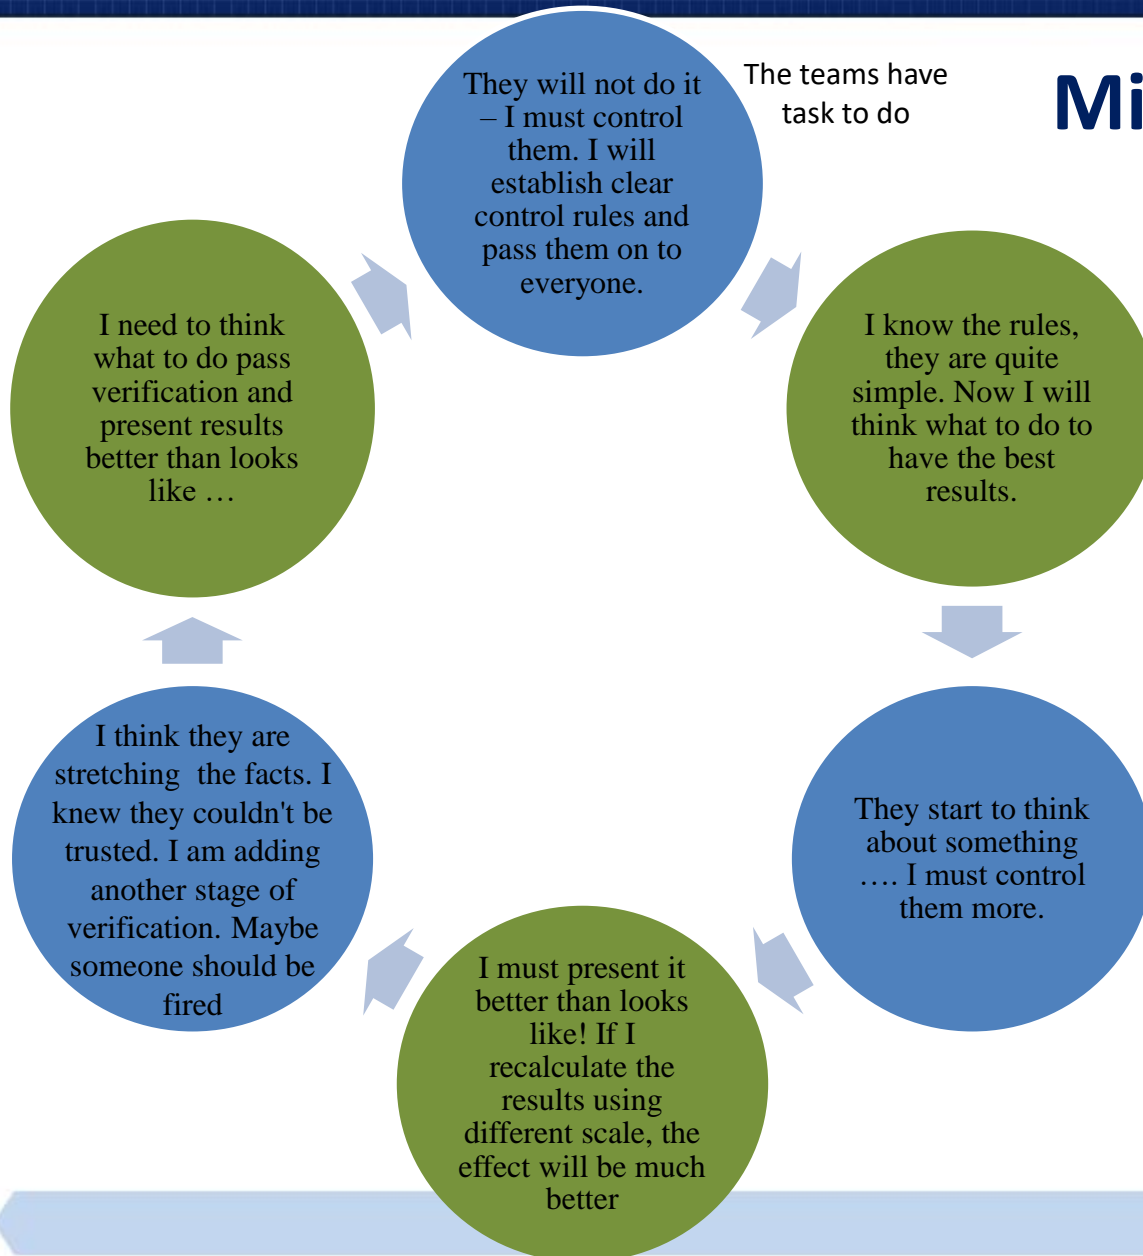 They will not do it
– I must control
them. I will
establish clear
control rules and
pass them on to
everyone.
The teams have
task to do
Mi
I know the rules,
they are quite
simple. Now I will
think what to do to
have the best
results.
They start to think
about something
…. I must control
them more.
I must present it
better than looks
like! If I
recalculate the
results using
different scale, the
effect will be much
better
I think they are
stretching  the facts. I
knew they couldn't be
trusted. I am adding
another stage of
verification. Maybe
someone should be
fired
I need to think
what to do pass
verification and
present results
better than looks
like …